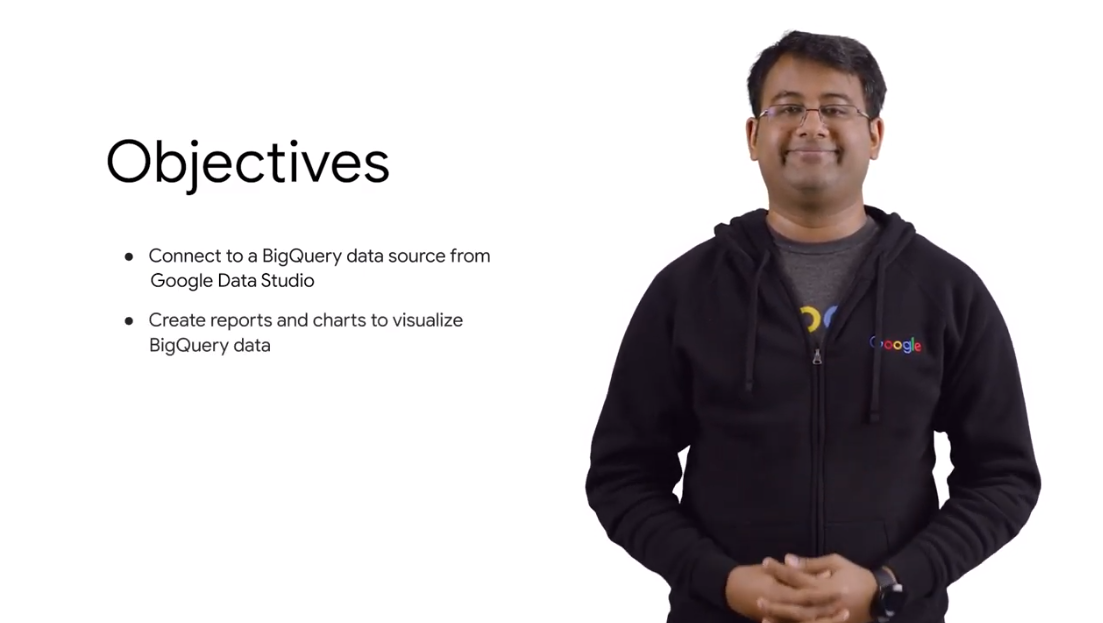 Objectives
• Connect to a BigQuery data source from
Google Data Studio
• Create reports and charts to visualize
BigQuery data
Google